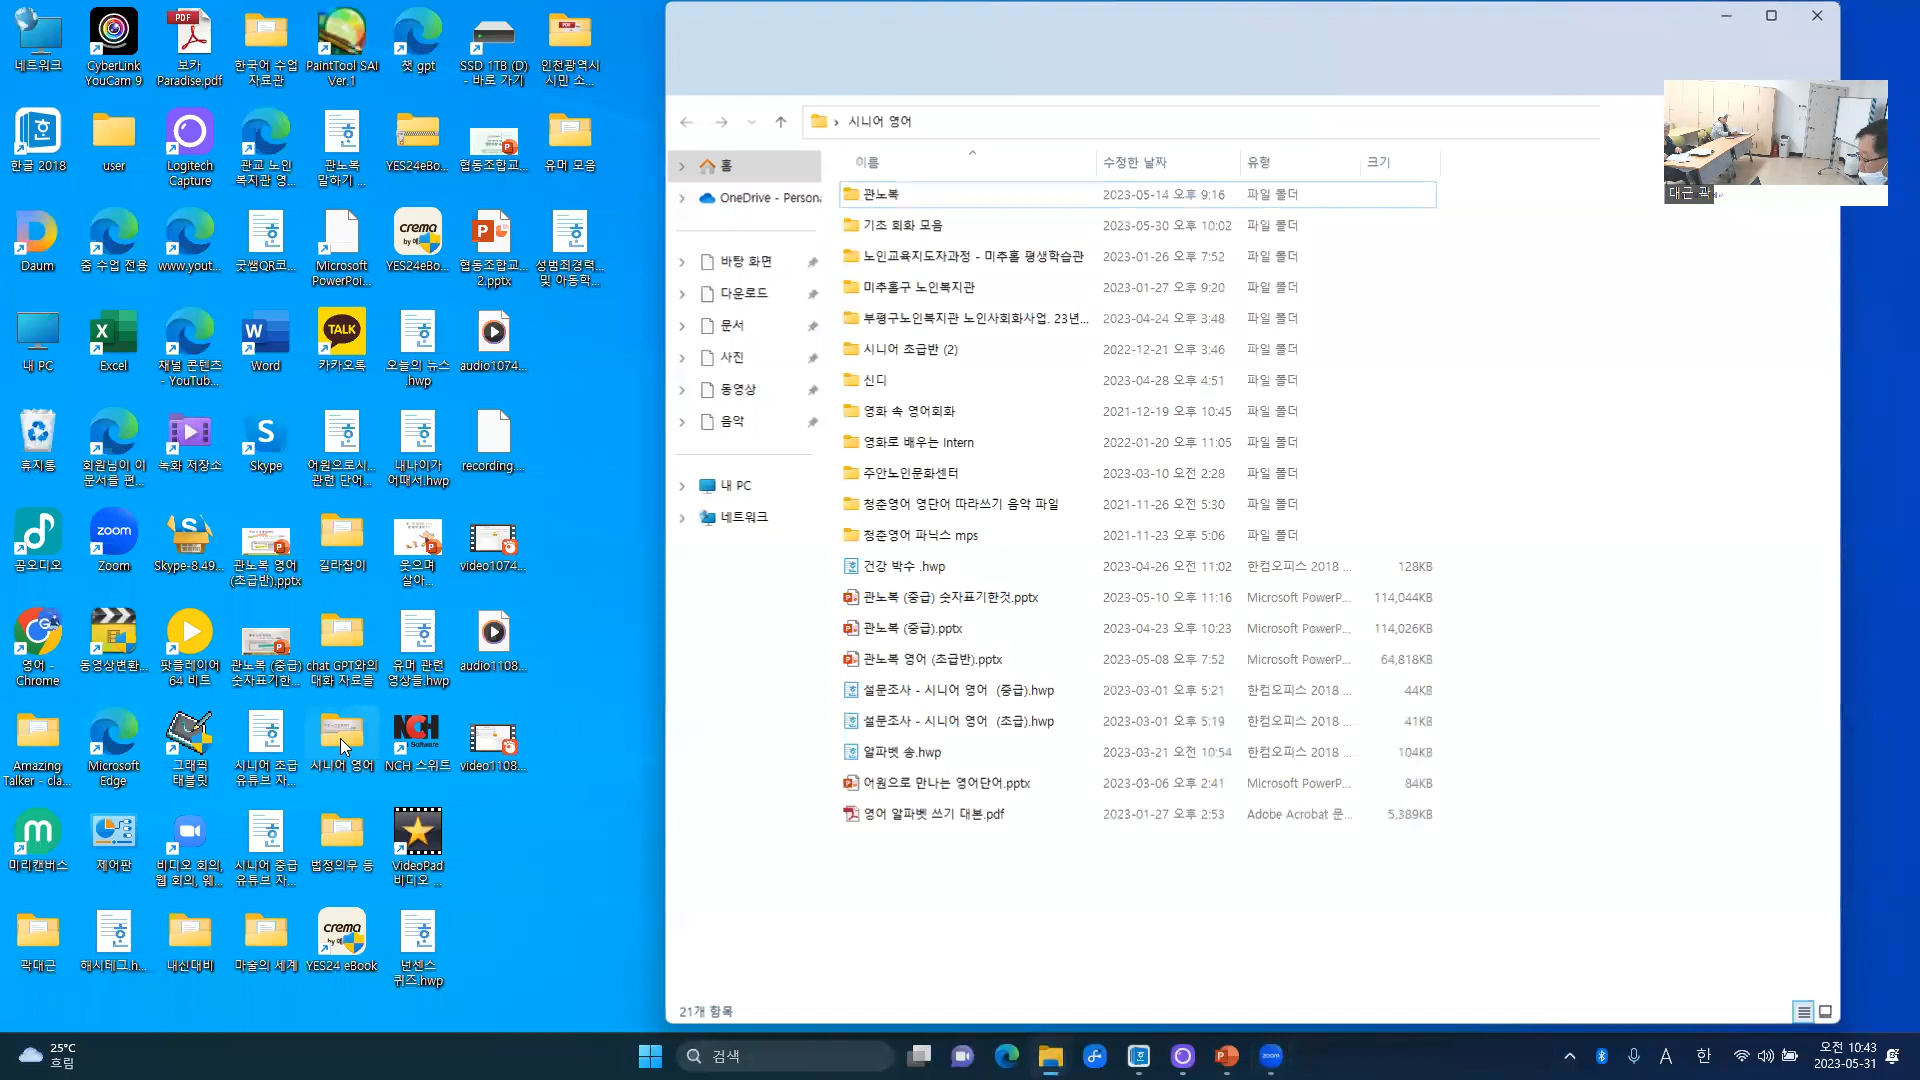 네트워크
CyberLink
YouCam 9
보카
Paradise.pdf
한국어 수업
자료관
PaintTool SAI
Ver.1
챗 gpt
SSD 1TB (D)
- 바로 가기
인천광역시
시민 소...
한글 2018
user
Logitech
Capture
관교 노인
복지관 영...
관노복
말하기 ...
YES24eBo...
협동조합교...
유머 모음
Daum
줌 수업 전용
www.yout...
굿쌤QR코...
Microsoft
PowerPoi...
crema
YES24eBo...
협동조합교...
2.pptx
성범죄경력...
및 아동학...
내 PC
Excel
채널 콘텐츠
- YouTub...
Word
TALK
카카오톡
오늘의 뉴스
.hwp
audio1074...
휴지통
회원님이 이
문서를 편...
녹화 저장소
Skype
어원으로시...
관련 단어...
내나이가
어때서.hwp
recording....
곰오디오
zoom
Zoom
Skype-8.49...
관노복 영어
(초급반).pptx
길라잡이
웃으며
살아...
video1074...
영어 -
Chrome
동영상변환...
팟플레이어
64 비트
관노복 (중급)
숫자표기한...
chat GPT와의
대화 자료들
유머 관련
영상들.hwp
audio1108...
Amazing
Talker - cla...
Microsoft
Edge
그래픽
태블릿
시니어 초급
유튜브 자...
시니어 영어
NCH
Software
NCH 스위트
video1108...
미리캔버스
제어판
비디오 회의,
웹 회의, 웨...
시니어 중급
유튜브 자...
법정의무 등
VideoPad
비디오 ...
곽대근
해시태그.h...
내신대비
마술의 세계
crema
YES24 eBook
넌센스
퀴즈.hwp
시니어 영어
홈
OneDrive - Persona
바탕 화면
다운로드
문서
사진
동영상
음악
내 PC
네트워크
이름 수정한 날짜 유형 크기
관노복 2023-05-14 오후 9:16 파일 폴더
기초 회화 모음 2023-05-30 오후 10:02 파일 폴더
노인교육지도자과정 - 미추홀 평생학습관 2023-01-26 오후 7:52 파일 폴더
미추홀구 노인복지관 2023-01-27 오후 9:20 파일 폴더
부평구노인복지관 노인사회화사업. 23년... 2023-04-24 오후 3:48 파일 폴더
시니어 초급반 (2) 2022-12-21 오후 3:46 파일 폴더
신디 2023-04-28 오후 4:51 파일 폴더
영화 속 영어회화 2021-12-19 오후 10:45 파일 폴더
영화로 배우는 Intern 2022-01-20 오후 11:05 파일 폴더
주안노인문화센터 2023-03-10 오전 2:28 파일 폴더
청춘영어 영단어 따라쓰기 음악 파일 2021-11-26 오전 5:30 파일 폴더
청춘영어 파닉스 mps 2021-11-23 오후 5:06 파일 폴더
건강 박수 .hwp 2023-04-26 오전 11:02 한컴오피스 2018 ... 128KB
관노복 (중급) 숫자표기한것.pptx 2023-05-10 오후 11:16 Microsoft PowerP... 114,044KB
관노복 (중급).pptx 2023-04-23 오후 10:23 Microsoft PowerP... 114,026KB
관노복 영어 (초급반).pptx 2023-05-08 오후 7:52 Microsoft PowerP... 64,818KB
설문조사 - 시니어 영어 (중급).hwp 2023-03-01 오후 5:21 한컴오피스 2018 ... 44KB
설문조사 - 시니어 영어 (초급).hwp 2023-03-01 오후 5:19 한컴오피스 2018 ... 41KB
알파벳 송.hwp 2023-03-21 오전 10:54 한컴오피스 2018 ... 104KB
어원으로 만나는 영어단어.pptx 2023-03-06 오후 2:41 Microsoft PowerP... 84KB
영어 알파벳 쓰기 대본.pdf 2023-01-27 오후 2:53 Adobe Acrobat 문... 5,389KB
21개 항목
대근 곽
25°C
흐림
검색
A
한
오전 10:43
2023-05-31